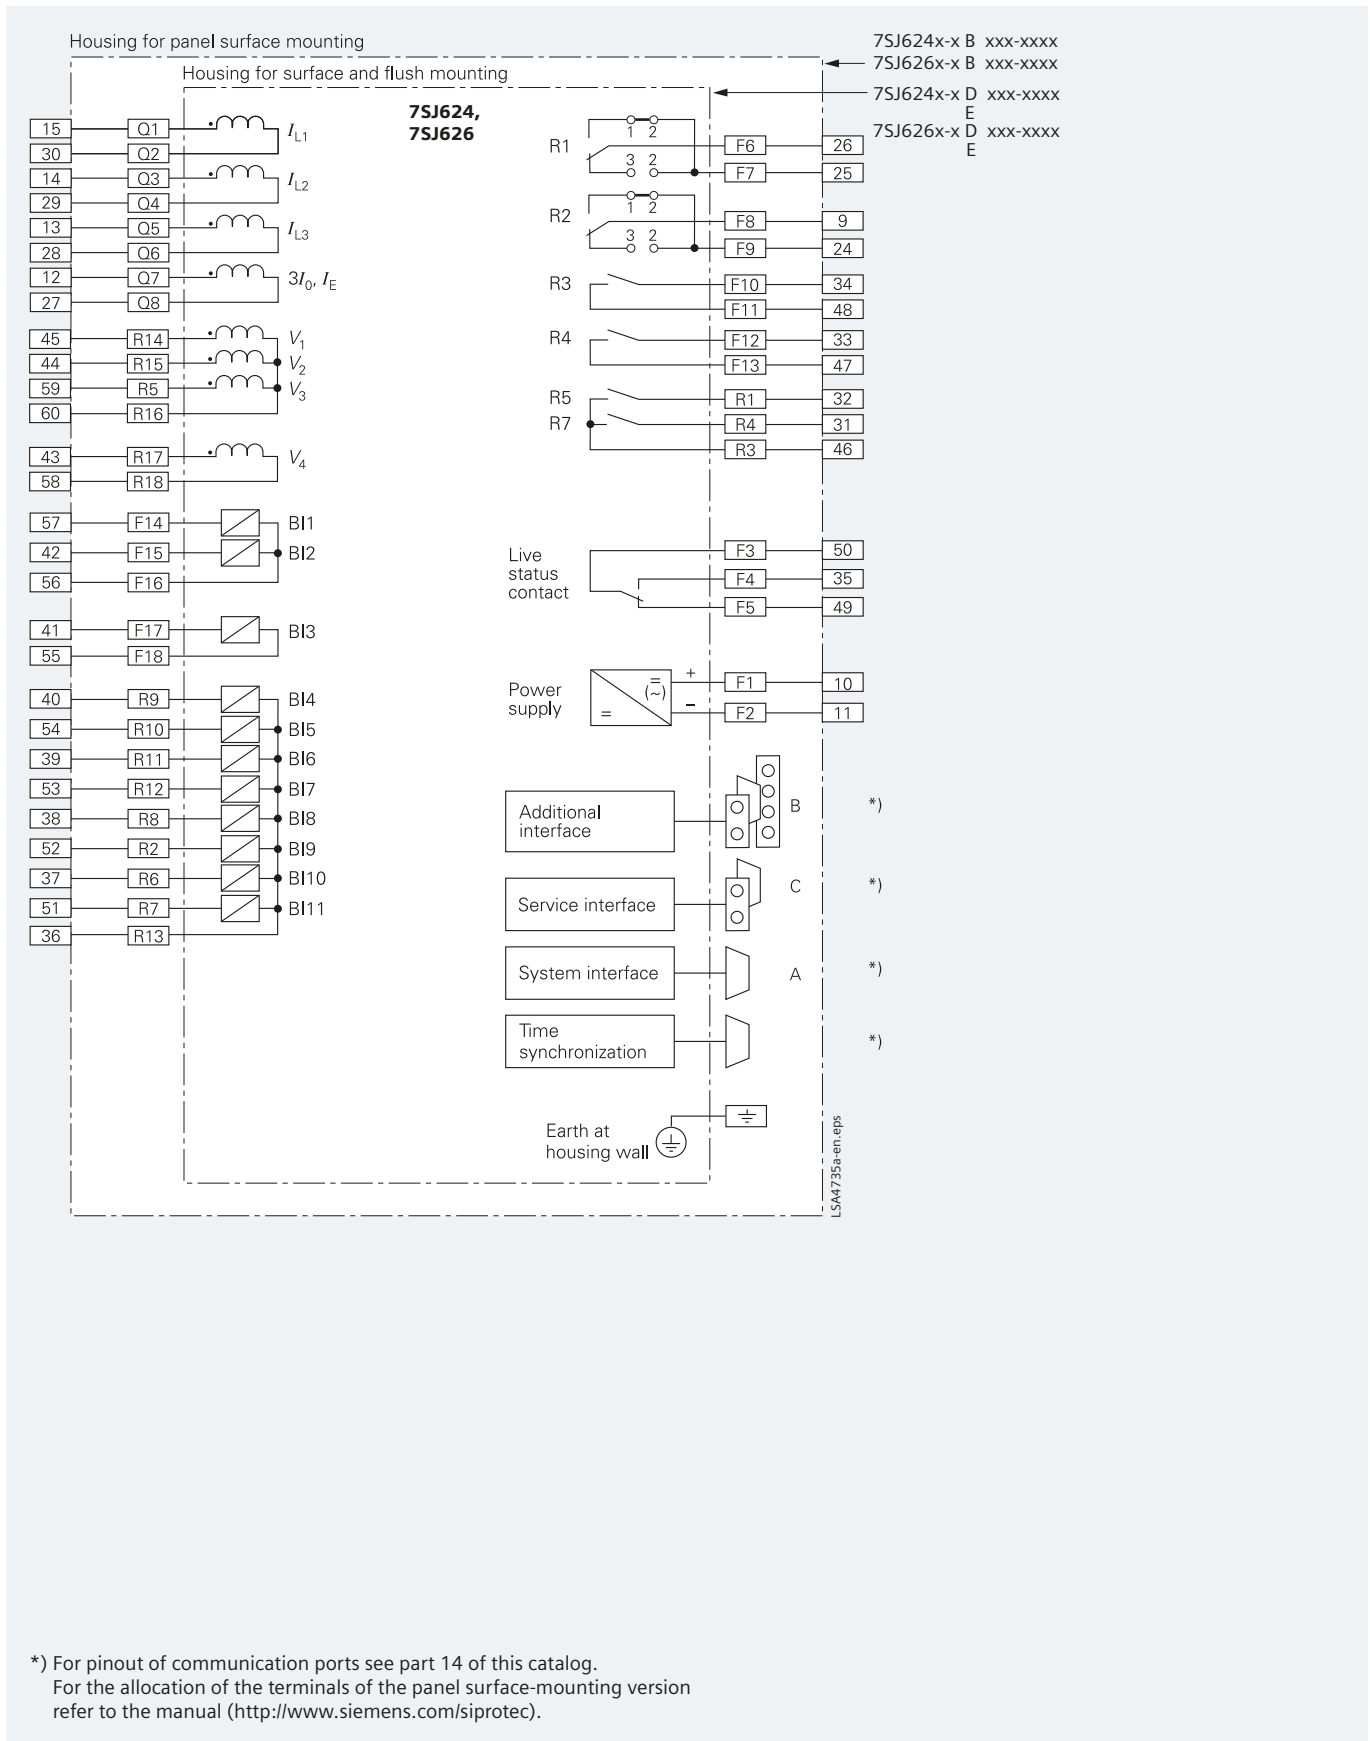 Housing for panel surface mounting
7SJ624x-x B xxx-xxxx
7SJ626x-x B xxx-xxxx
Housing for surface and flush mounting
7SJ624x-x D xxx-xxxx
E
7SJ626x-x D xxx-xxxx
E
7SJ624,
7SJ626
15 Q1 I L1
30 Q2
14 Q3 I L2
29 Q4
13 Q5 I L3
28 Q6
12 Q7 3I0, IE
27 Q8
45 R14 V1
44 R15 V2
59 R5 V3
60 R16
43 R17 V4
58 R18
57 F14 BI1
42 F15 BI2
56 F16
41 F17 BI3
55 F18
40 R9 BI4
54 R10 BI5
39 R11 BI6
53 R12 BI7
38 R8 BI8
52 R2 BI9
37 R6 BI10
51 R7 BI11
36 R13
1 2
R1 F6 26
3 2
F7 25
1 2
R2 F8 9
3 2
F9 24
R3 F10 34
F11 48
R4 F12 33
F13 47
R5 R1 32
R7 R4 31
R3 46
Live
status
contact
F3 50
F4 35
F5 49
Power
supply
= (~) =
+ F1 10
– F2 11
Additional
interface
B *)
Service interface C *)
System interface A *)
Time
synchronization
*)
Earth at
housing wall
LSA4735a-en.eps
*) For pinout of communication ports see part 14 of this catalog.
For the allocation of the terminals of the panel surface-mounting version
refer to the manual (http://www.siemens.com/siprotec).